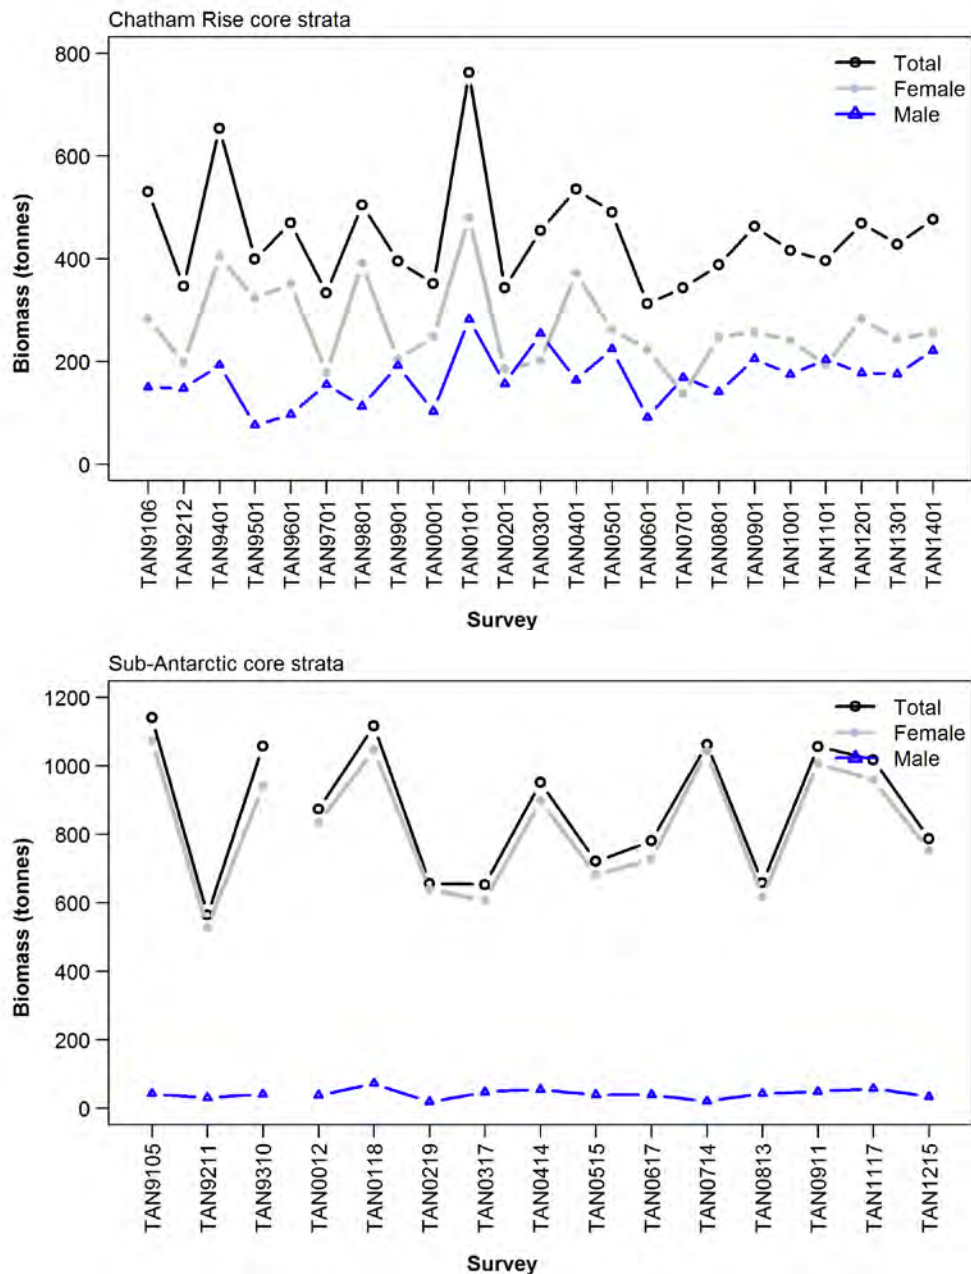 Chatham Rise core strata
800
600
400
200
0
Biomass (tonnes)
Total
Female
Male
TAN9106
TAN9212
TAN9401
TAN9501
TAN9601
TAN9701
TAN9801
TAN9901
TAN0001
TAN0101
TAN0201
TAN0301
TAN0401
TAN0501
TAN0601
TAN0701
TAN0801
TAN0901
TAN1001
TAN1101
TAN1201
TAN1301
TAN1401
Survey
Sub-Antarctic core strata
1200
1000
800
600
400
200
0
Biomass (tonnes)
Total
Female
Male
TAN9105
TAN9211
TAN9310
TAN0012
TAN0118
TAN0219
TAN0317
TAN0414
TAN0515
TAN0617
TAN0714
TAN0813
TAN0911
TAN1117
TAN1215
Survey